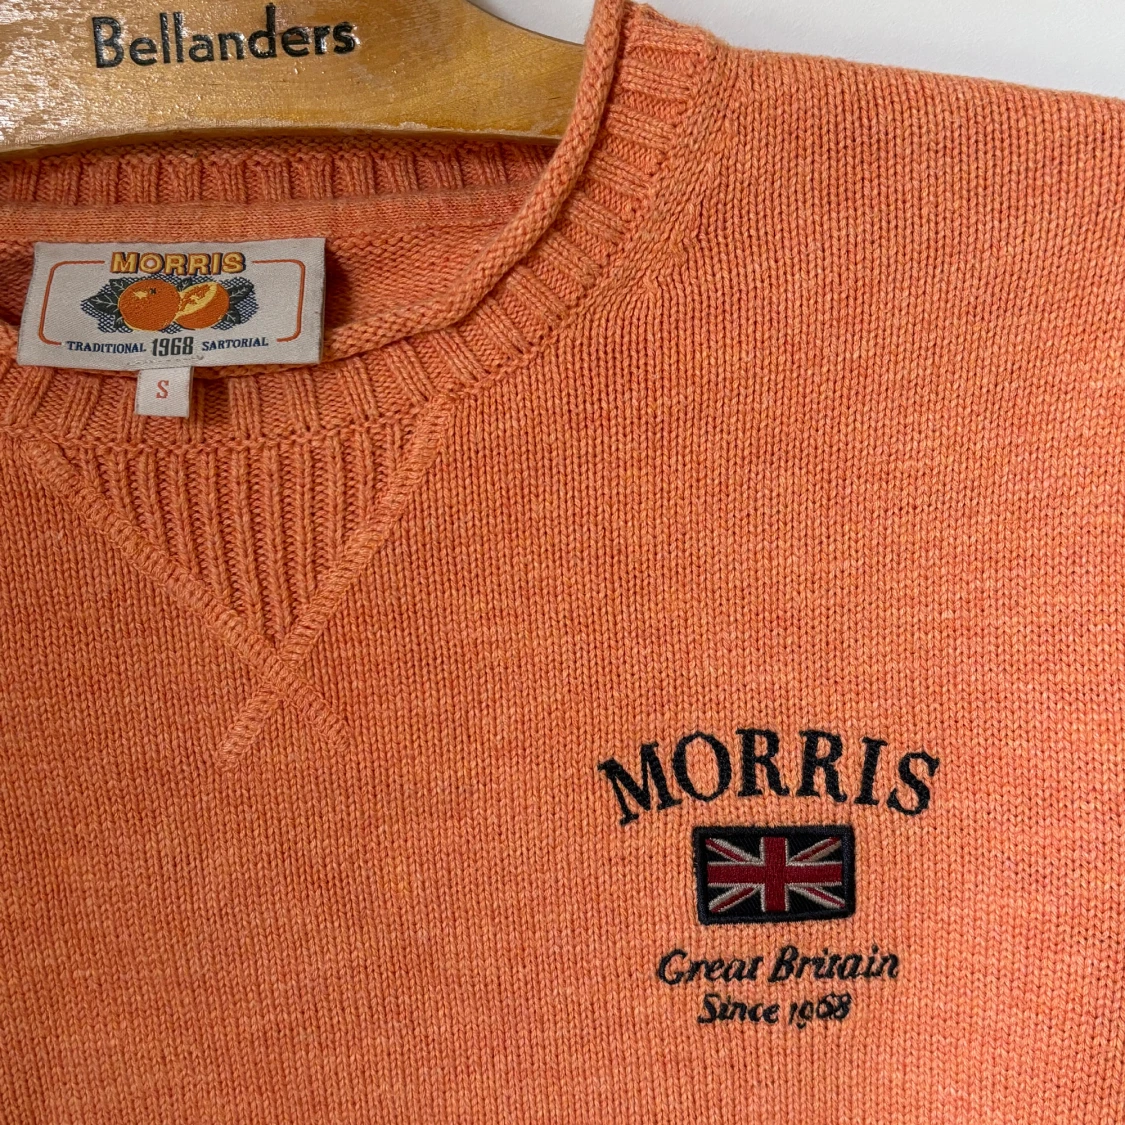 Bellanders
MORRIS
TRADITIONAL 1968 SARTORIAL
S
MORRIS
Great Britain
Since 1968